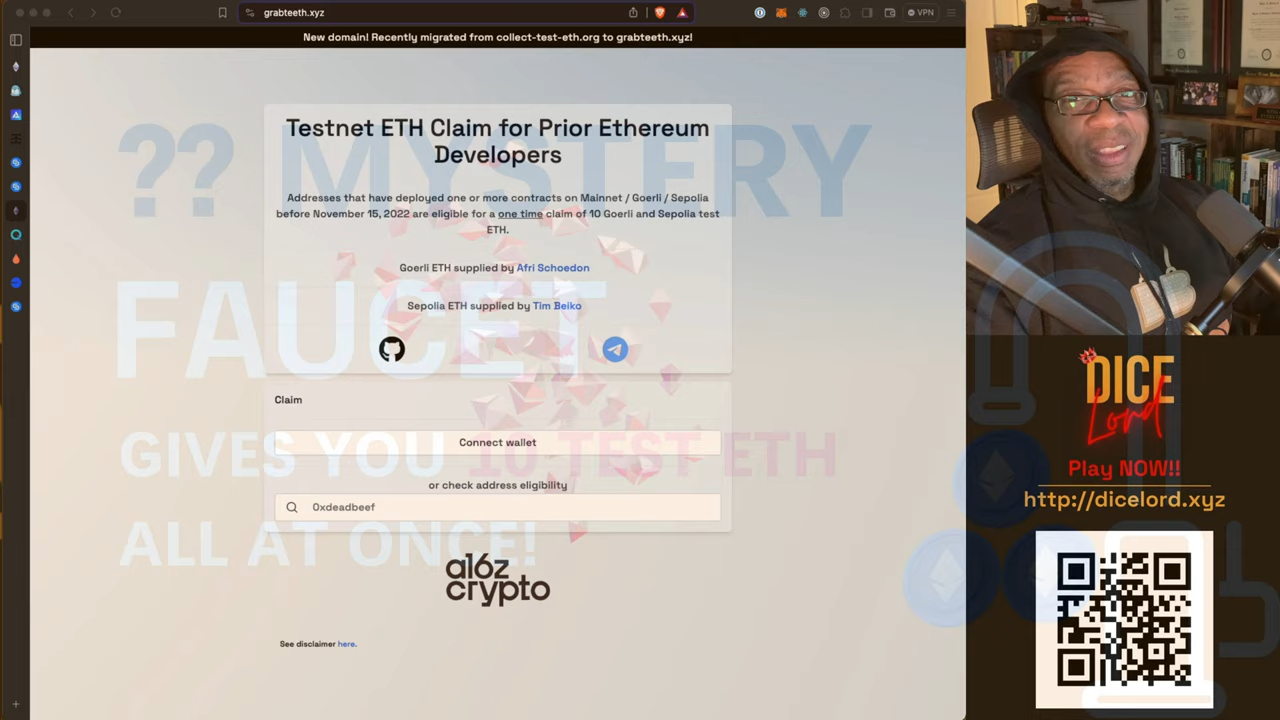 grabteeth.xyz
VPN
New domain! Recently migrated from collect-test-eth.org to grabteeth.xyz!
Testnet ETH Claim for Prior Ethereum
Developers
Addresses that have deployed one or more contracts on Mainnet / Goerli / Sepolia
before November 15, 2022 are eligible for a one time claim of 10 Goerli and Sepolia test
ETH.
Goerli ETH supplied by Afri Schoedon
Sepolia ETH supplied by Tim Beiko
Claim
Connect wallet
or check address eligibility
0xdeadbeef
a16z
crypto
See disclaimer here.
?? MYSTERY
FAUCET
GIVES YOU 10 TEST ETH
ALL AT ONCE!
DICE
Lord
Play NOW!!
http://dicelord.xyz